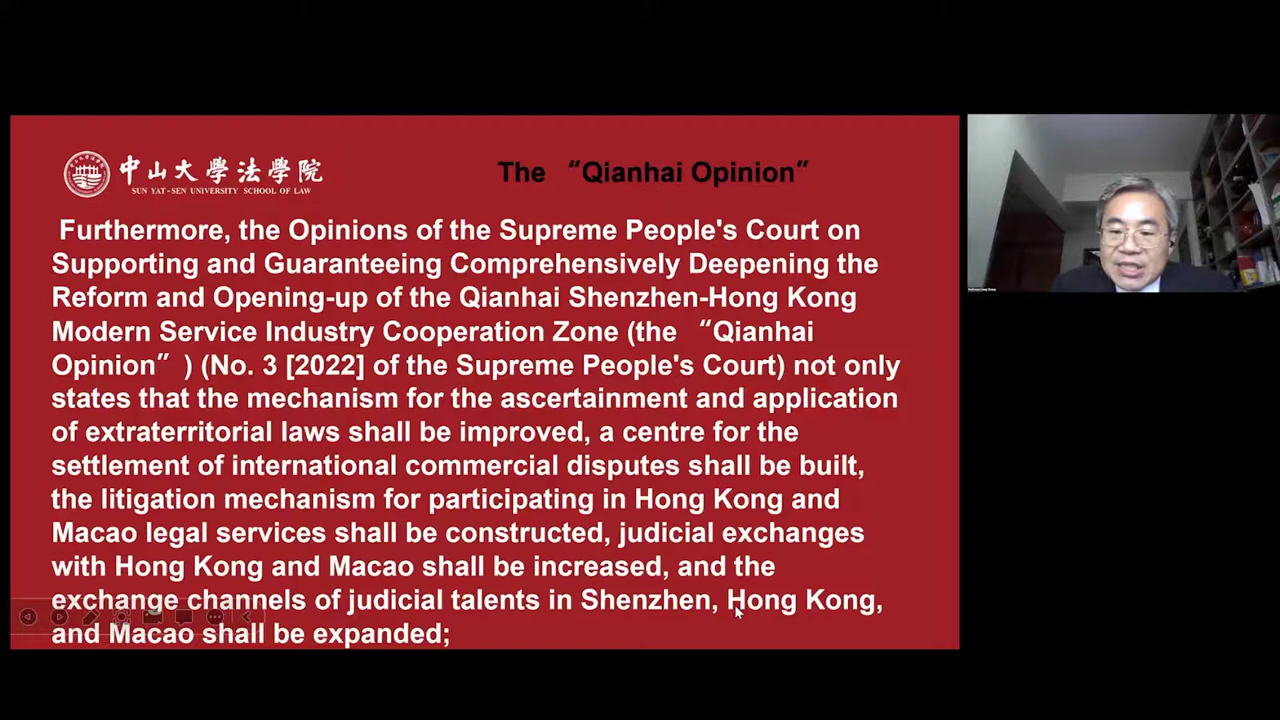 中山大學法學院
SUN YAT-SEN UNIVERSITY SCHOOL OF LAW
The “Qianhai Opinion”
Furthermore, the Opinions of the Supreme People's Court on
Supporting and Guaranteeing Comprehensively Deepening the
Reform and Opening-up of the Qianhai Shenzhen-Hong Kong
Modern Service Industry Cooperation Zone (the “Qianhai
Opinion”) (No. 3 [2022] of the Supreme People's Court) not only
states that the mechanism for the ascertainment and application
of extraterritorial laws shall be improved, a centre for the
settlement of international commercial disputes shall be built,
the litigation mechanism for participating in Hong Kong and
Macao legal services shall be constructed, judicial exchanges
with Hong Kong and Macao shall be increased, and the
exchange channels of judicial talents in Shenzhen, Hong Kong,
and Macao shall be expanded;